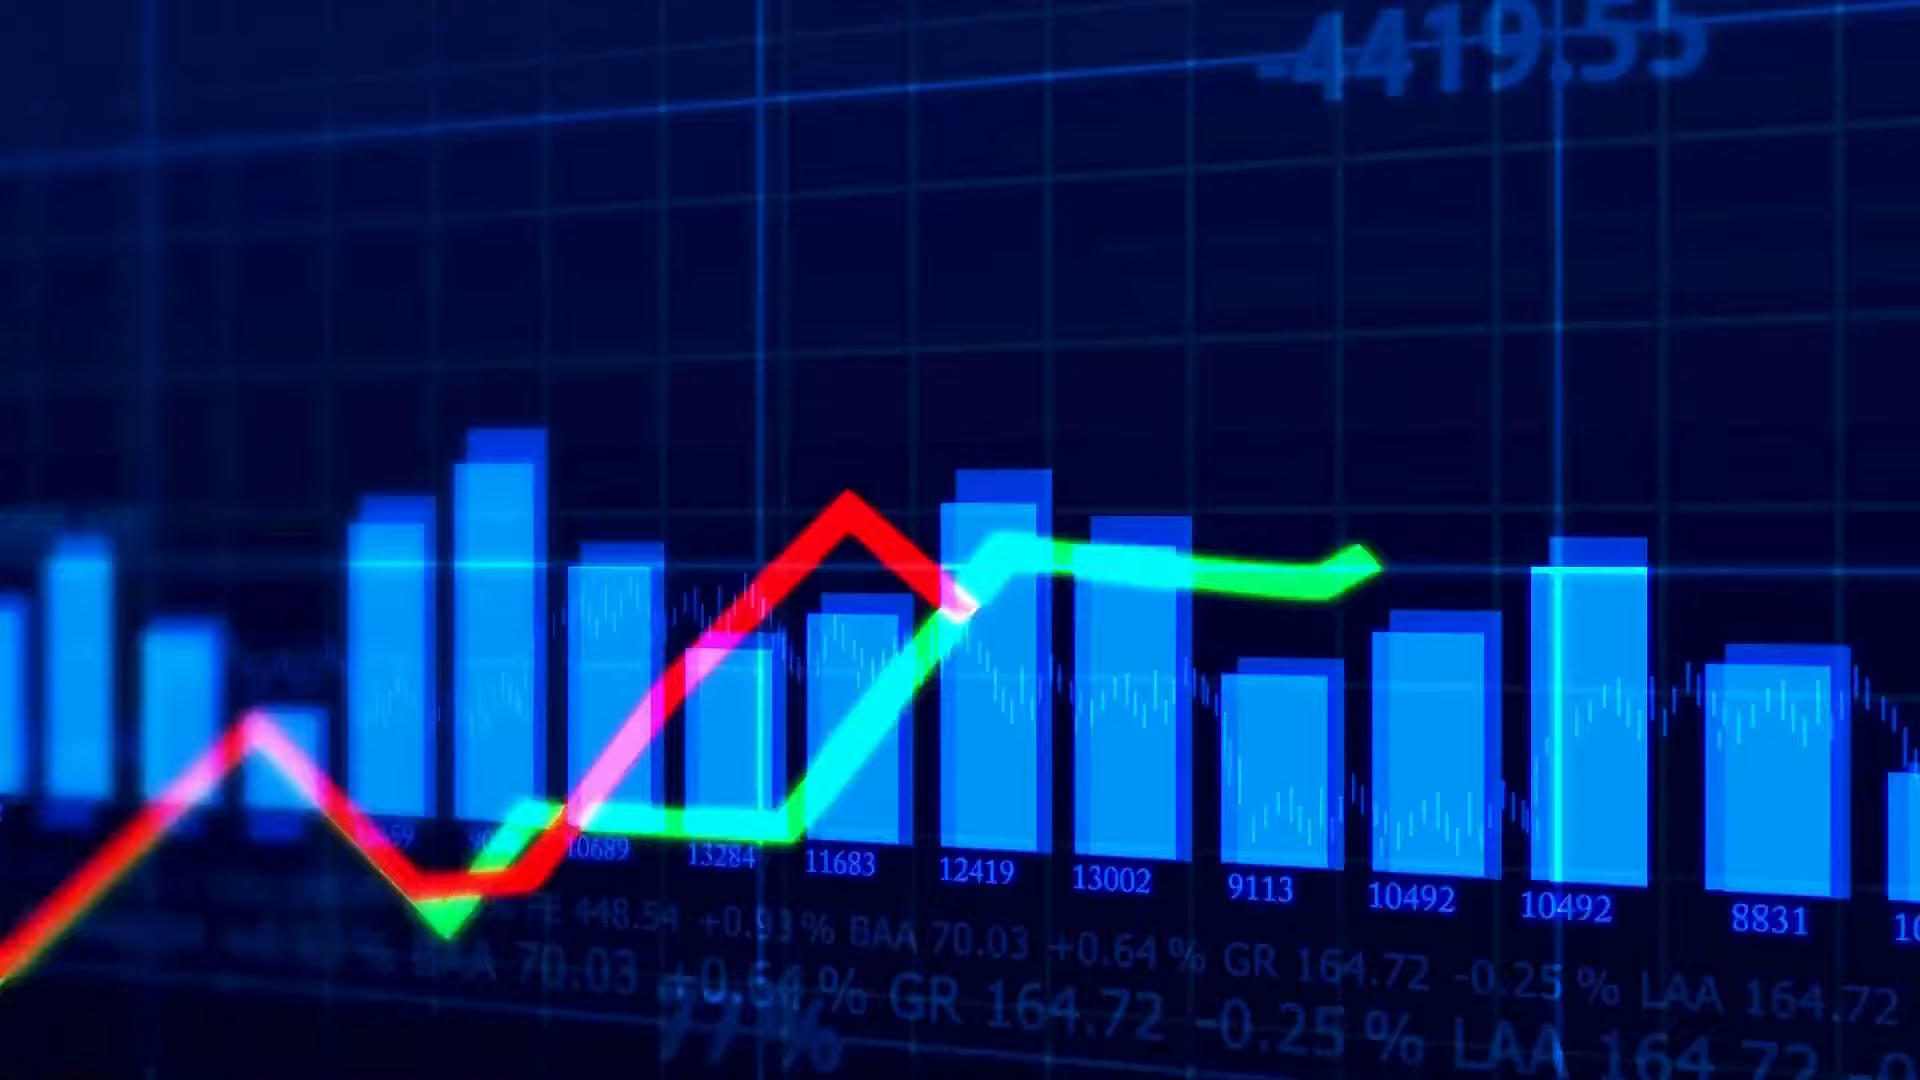 -4419.55
10689 13284 11683 12419 13002 9113 10492 10492 8831
FE 448.54 +0.93% BAA 70.03 +0.64% GR 164.72 -0.25% LAA 164.72
BAA 70.03 +0.64% GR 164.72 -0.25% LAA 164.72
77%